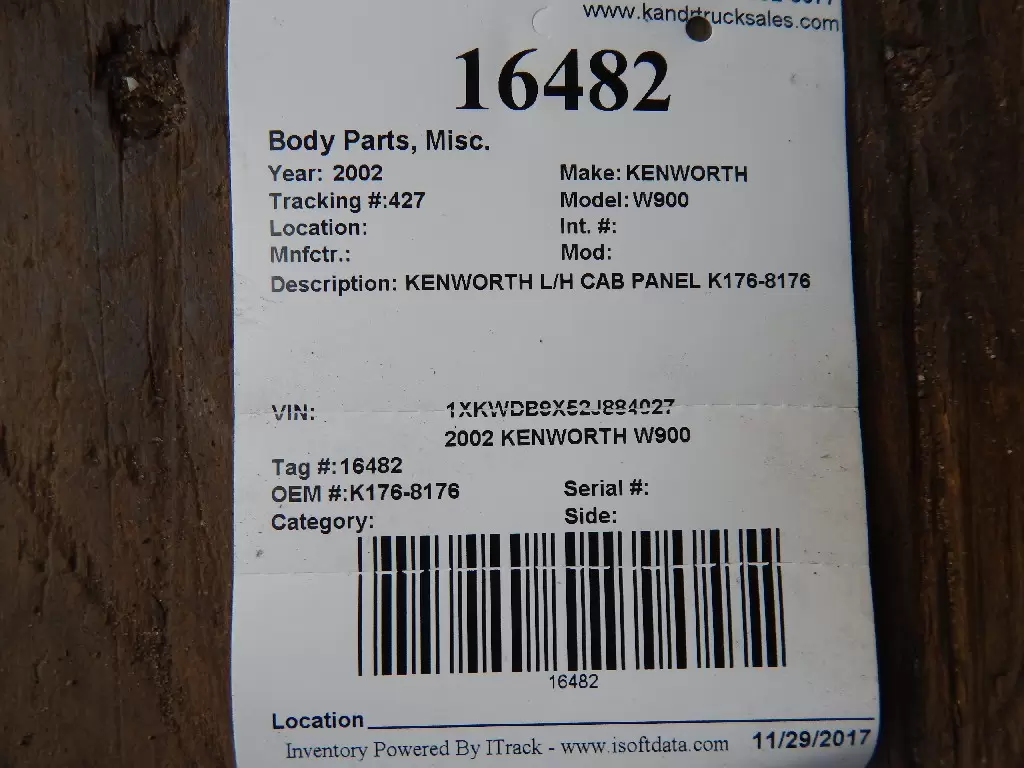 www.kandrtrucksales.com
16482
Body Parts, Misc.
Year: 2002 Make: KENWORTH
Tracking #:427 Model: W900
Location: Int. #:
Mnfctr.: Mod:
Description: KENWORTH L/H CAB PANEL K176-8176
VIN: 1XKWDB9X52J884027
2002 KENWORTH W900
Tag #:16482
OEM #:K176-8176 Serial #:
Category: Side:
16482
Location
Inventory Powered By ITrack - www.isoftdata.com 11/29/2017